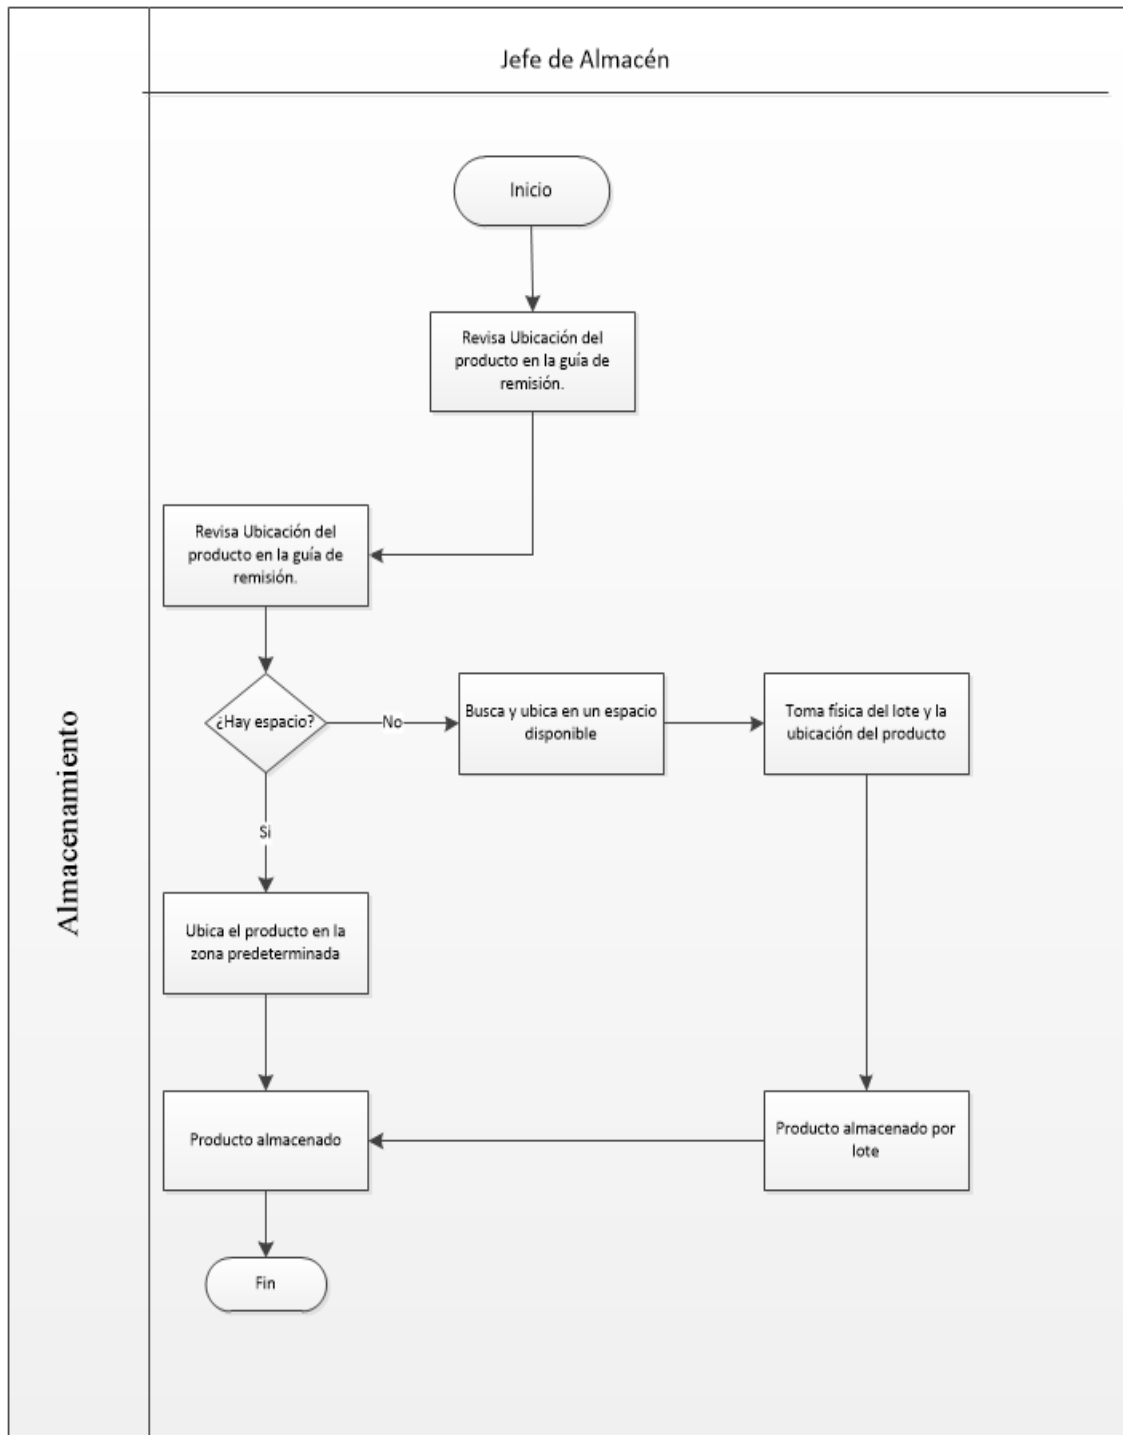 Jefe de Almacén
Inicio
Revisa Ubicación del
producto en la guía de
remisión.
Revisa Ubicación del
producto en la guía de
remisión.
¿Hay espacio?
No
Busca y ubica en un espacio
disponible
Toma física del lote y la
ubicación del producto
Almacenamiento
Si
Ubica el producto en la
zona predeterminada
Producto almacenado
Producto almacenado por
lote
Fin